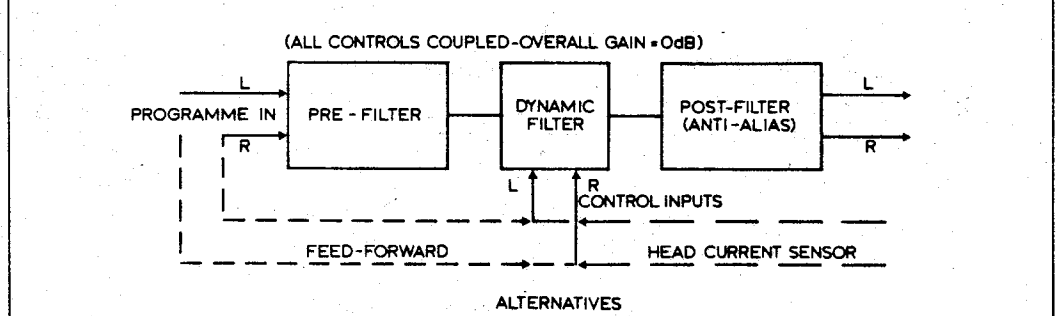 (ALL CONTROLS COUPLED-OVERALL GAIN = 0dB)
L
PROGRAMME IN
R
PRE - FILTER
DYNAMIC
FILTER
POST-FILTER
(ANTI-ALIAS)
L
R
L
R
CONTROL INPUTS
FEED-FORWARD
HEAD CURRENT SENSOR
ALTERNATIVES